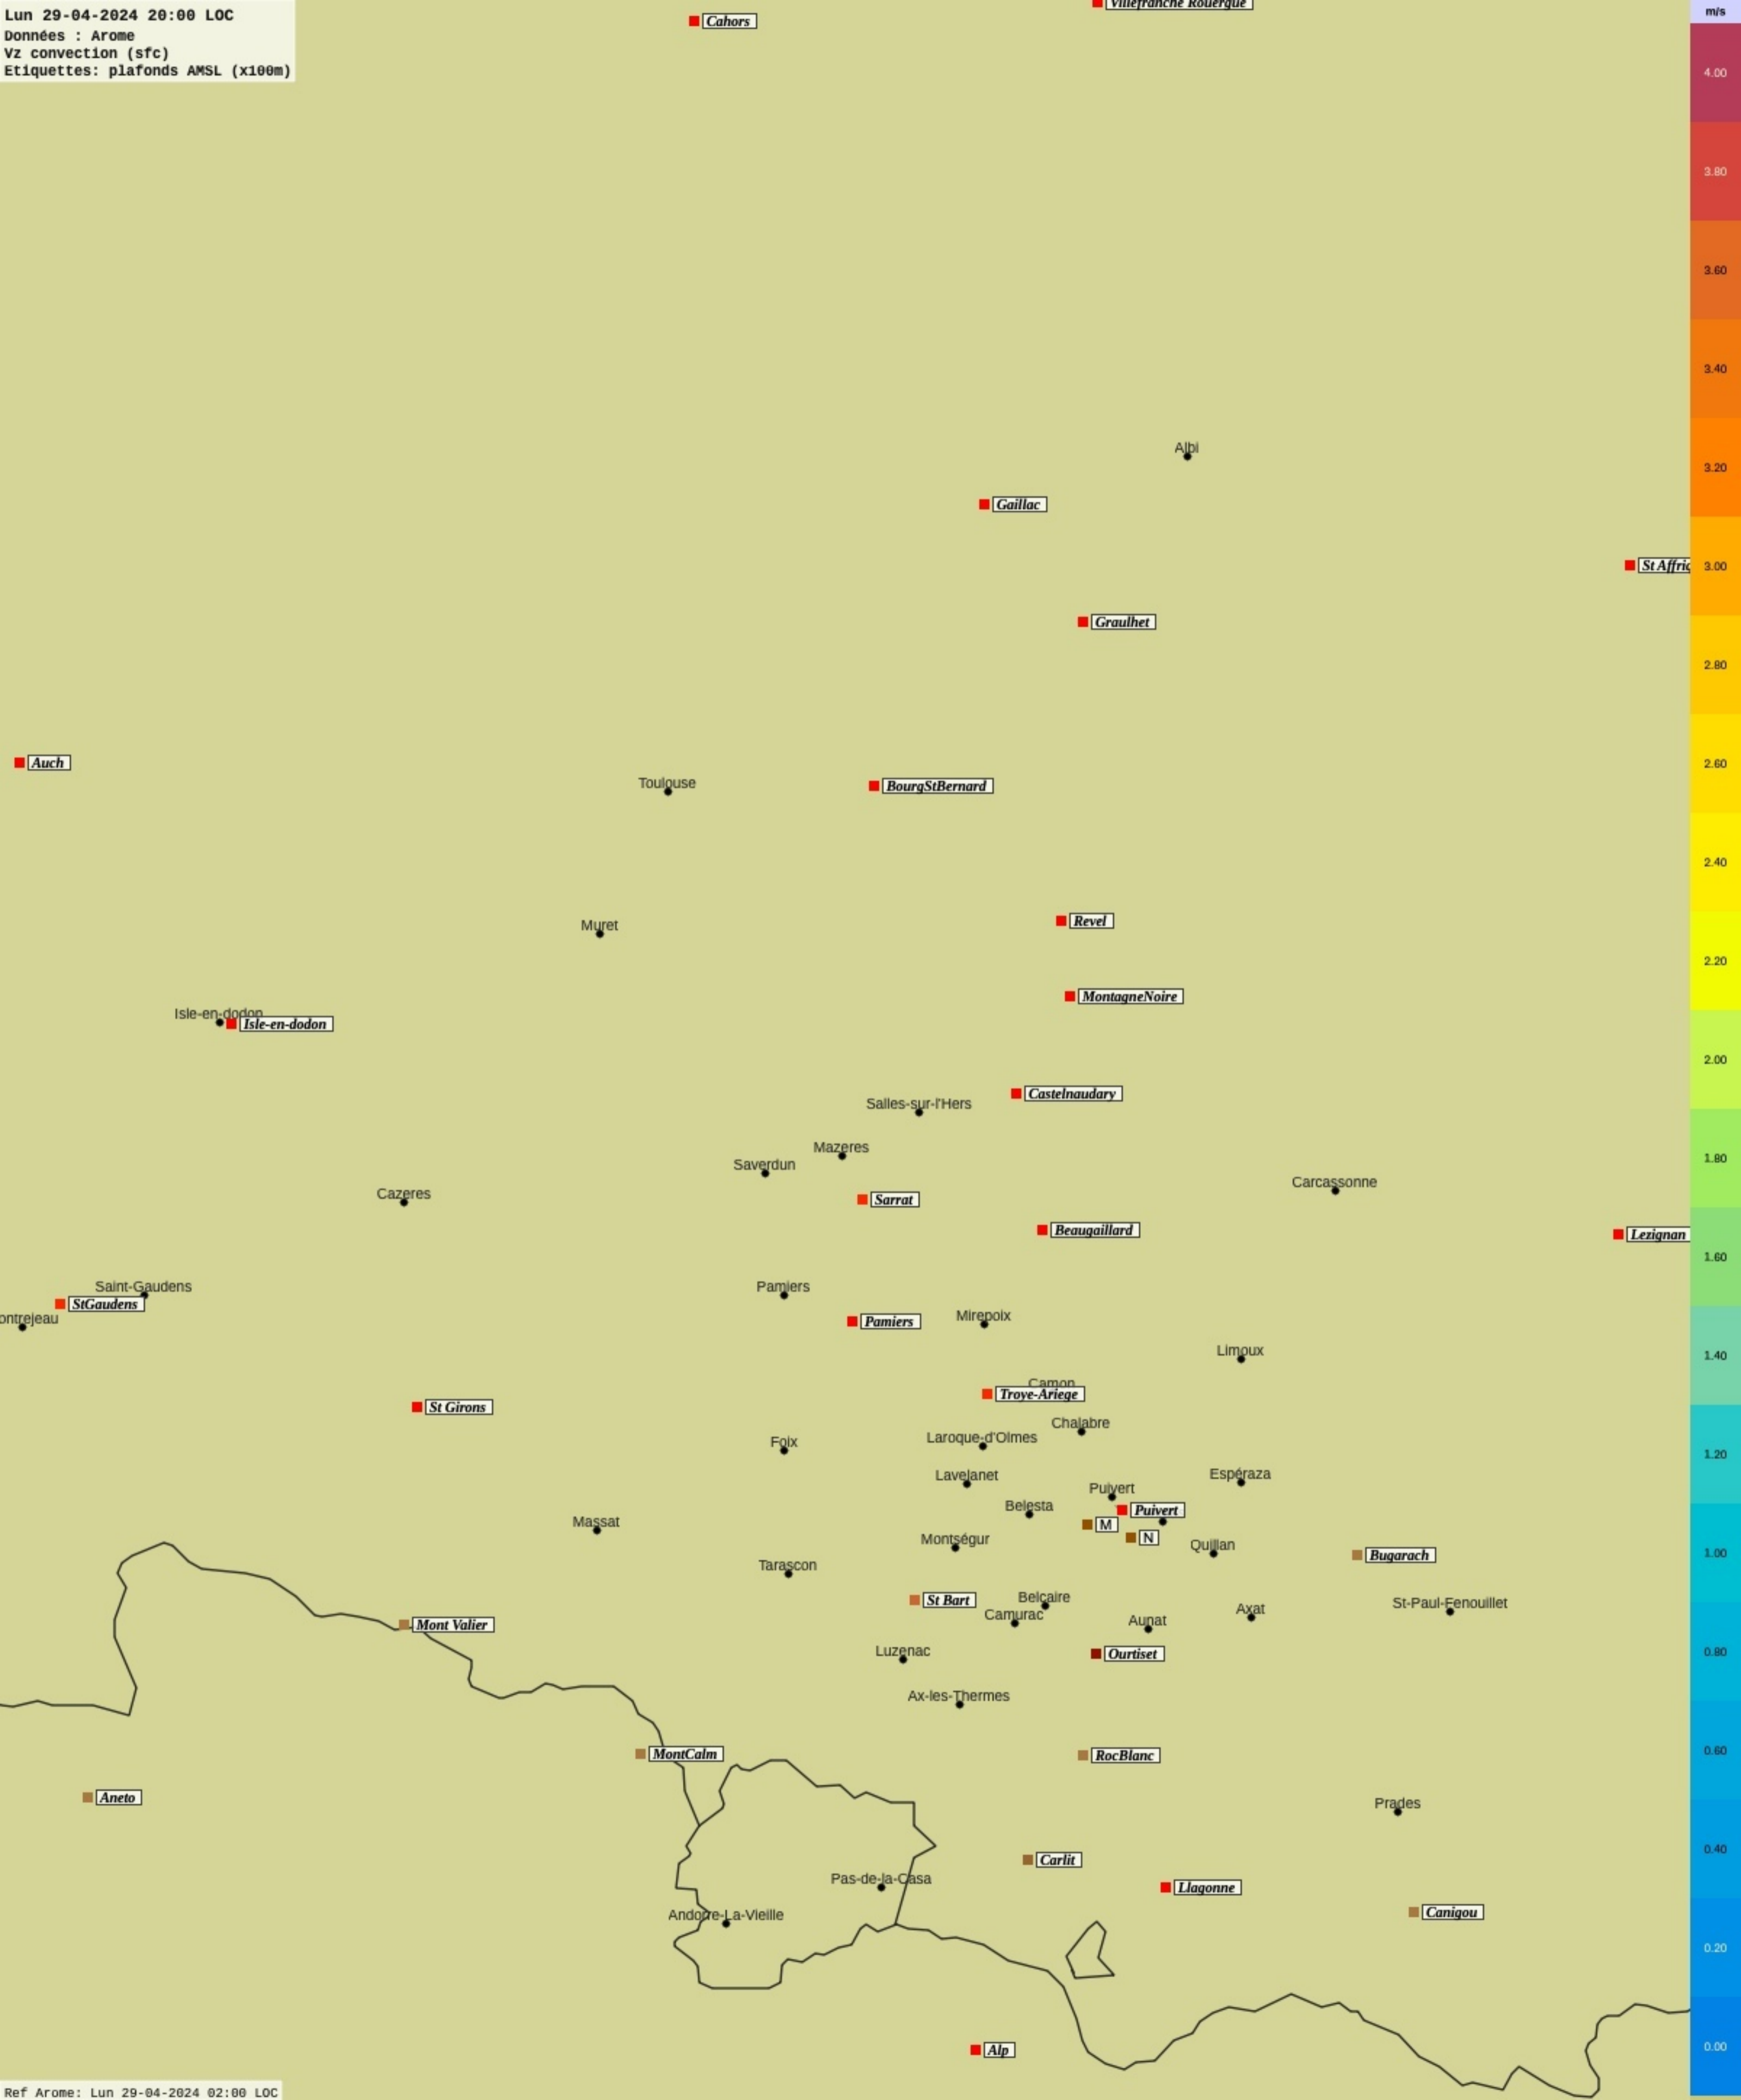 Lun 29-04-2024 20:00 LOC
Données : Arome
Vz convection (sfc)
Etiquettes: plafonds AMSL (x100m)
m/s
Villefranche Rouergue
Cahors
4.00
3.80
3.60
3.40
Albi
3.20
Gaillac
St Affriq
3.00
Graulhet
2.80
Auch
2.60
Toulouse
BourgStBernard
2.40
Revel
Muret
2.20
MontagneNoire
Isle-en-dodon
Isle-en-dodon
2.00
Castelnaudary
Salles-sur-l'Hers
Mazeres
Saverdun
1.80
Carcassonne
Cazeres
Sarrat
Beaugaillard
Lezignan
1.60
Saint-Gaudens
Pamiers
StGaudens
ontrejeau
Mirepoix
Pamiers
Limoux
1.40
Camon
Troye-Ariege
St Girons
Chalabre
Laroque-d'Olmes
Foix
1.20
Lavelanet
Espéraza
Puivert
Belesta
Puivert
Massat
M
N
Montségur
Quillan
1.00
Bugarach
Tarascon
Belcaire
St Bart
St-Paul-Fenouillet
Axat
Camurac
Aunat
Mont Valier
Luzenac
Ourtiset
0.80
Ax-les-Thermes
MontCalm
RocBlanc
0.60
Aneto
Prades
0.40
Carlit
Pas-de-la-Casa
Llagonne
Canigou
Andorre-La-Vieille
0.20
Alp
0.00
Ref Arome: Lun 29-04-2024 02:00 LOC